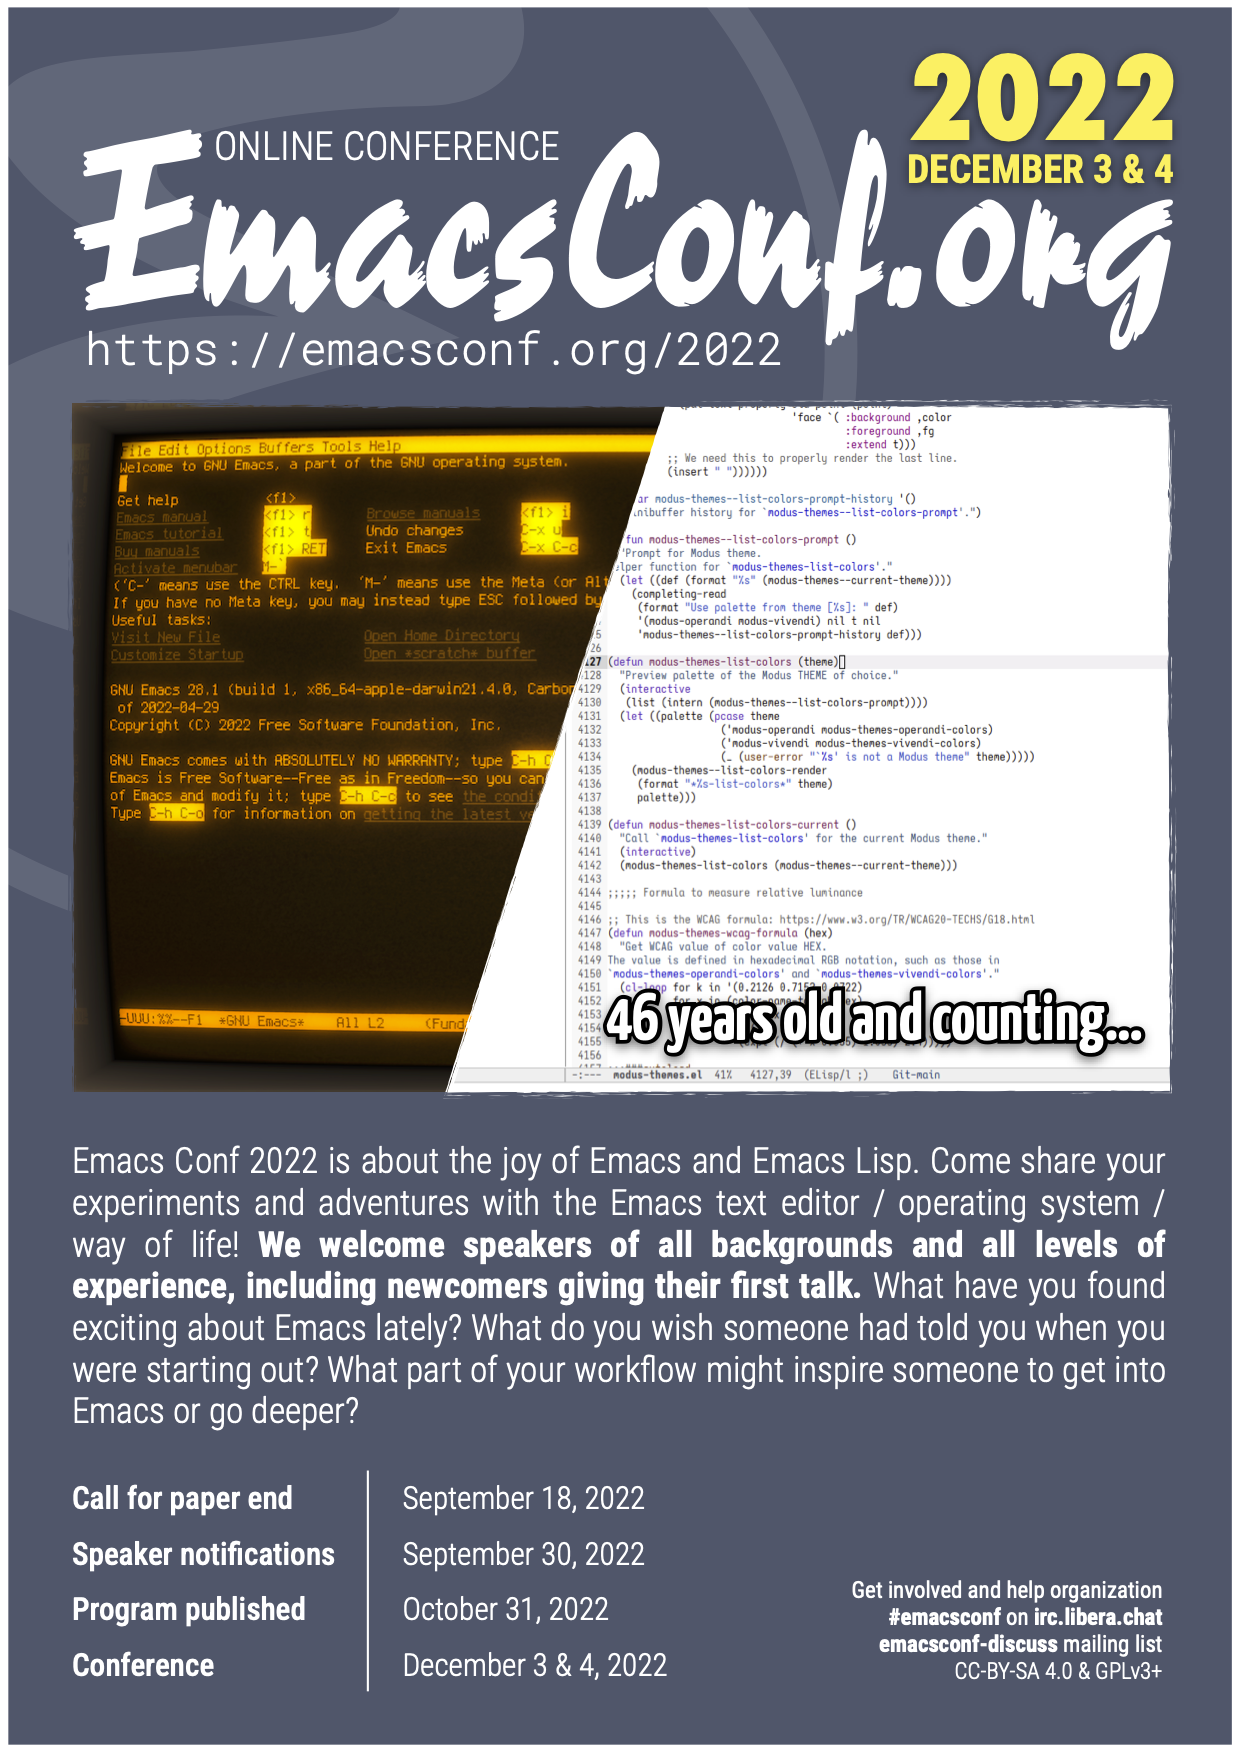 2022
DECEMBER 3 & 4
ONLINE CONFERENCE
EmacsConf.org
https://emacsconf.org/2022
File Edit Options Buffers Tools Help
Welcome to GNU Emacs, a part of the GNU operating system.
Get help <f1>
Emacs manual <f1> r Browse manuals <f1> i
Emacs tutorial <f1> t Undo changes C-x u
Buy manuals <f1> RET Exit Emacs C-x C-c
Activate menubar M-`
(‘C-’ means use the CTRL key. ‘M-’ means use the Meta (or Alt
If you have no Meta key, you may instead type ESC followed by
Useful tasks:
Visit New File Open Home Directory
Customize Startup Open *scratch* buffer
GNU Emacs 28.1 (build 1, x86_64-apple-darwin21.4.0, Carbon
of 2022-04-29
Copyright (C) 2022 Free Software Foundation, Inc.
GNU Emacs comes with ABSOLUTELY NO WARRANTY; type C-h C
Emacs is Free Software--Free as in Freedom--so you can
of Emacs and modify it; type C-h C-c to see the condi
Type C-h C-o for information on getting the latest ve
-UUU:%%--F1 *GNU Emacs* All L2 (Fund
'face `( :background ,color
:foreground ,fg
:extend t)))
;; We need this to properly render the last line.
(insert " "))))))
ar modus-themes--list-colors-prompt-history '()
inibuffer history for `modus-themes--list-colors-prompt'.")
fun modus-themes--list-colors-prompt ()
"Prompt for Modus theme.
elper function for `modus-themes-list-colors'."
(let ((def (format "%s" (modus-themes--current-theme))))
(completing-read
(format "Use palette from theme [%s]: " def)
'(modus-operandi modus-vivendi) nil t nil
5 'modus-themes--list-colors-prompt-history def)))
26
127 (defun modus-themes-list-colors (theme)
4128 "Preview palette of the Modus THEME of choice."
4129 (interactive
4130 (list (intern (modus-themes--list-colors-prompt))))
4131 (let ((palette (pcase theme
4132 ('modus-operandi modus-themes-operandi-colors)
4133 ('modus-vivendi modus-themes-vivendi-colors)
4134 (_ (user-error "`%s' is not a Modus theme" theme)))))
4135 (modus-themes--list-colors-render
4136 (format "*%s-list-colors*" theme)
4137 palette)))
4138
4139 (defun modus-themes-list-colors-current ()
4140 "Call `modus-themes-list-colors' for the current Modus theme."
4141 (interactive)
4142 (modus-themes-list-colors (modus-themes--current-theme)))
4143
4144 ;;;;; Formula to measure relative luminance
4145
4146 ;; This is the WCAG formula: https://www.w3.org/TR/WCAG20-TECHS/G18.html
4147 (defun modus-themes-wcag-formula (hex)
4148 "Get WCAG value of color value HEX.
4149 The value is defined in hexadecimal RGB notation, such as those in
4150 `modus-themes-operandi-colors' and `modus-themes-vivendi-colors'."
4151 (cl-loop for k in '(0.2126 0.7152 0.0722)
4152
4153
4154
4155
4156
46 years old and counting...
-:--- modus-themes.el 41% 4127,39 (ELisp/l ;) Git-main
Emacs Conf 2022 is about the joy of Emacs and Emacs Lisp. Come share your
experiments and adventures with the Emacs text editor / operating system /
way of life! We welcome speakers of all backgrounds and all levels of
experience, including newcomers giving their first talk. What have you found
exciting about Emacs lately? What do you wish someone had told you when you
were starting out? What part of your workflow might inspire someone to get into
Emacs or go deeper?
Call for paper end September 18, 2022
Speaker notifications September 30, 2022
Program published October 31, 2022
Conference December 3 & 4, 2022
Get involved and help organization
#emacsconf on irc.libera.chat
emacsconf-discuss mailing list
CC-BY-SA 4.0 & GPLv3+